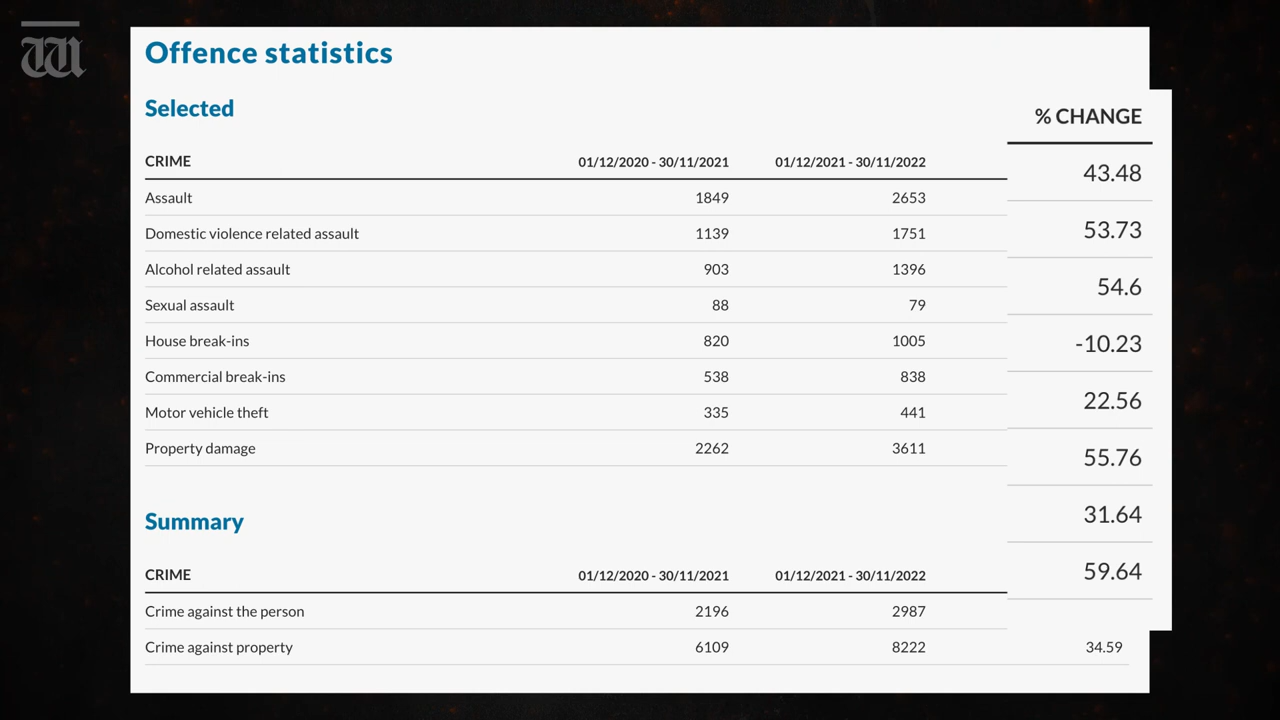 W
Offence statistics
Selected
% CHANGE
CRIME 01/12/2020 - 30/11/2021 01/12/2021 - 30/11/2022
Assault 1849 2653 43.48
Domestic violence related assault 1139 1751 53.73
Alcohol related assault 903 1396 54.6
Sexual assault 88 79 -10.23
House break-ins 820 1005 22.56
Commercial break-ins 538 838 55.76
Motor vehicle theft 335 441 31.64
Property damage 2262 3611 59.64
Summary
CRIME 01/12/2020 - 30/11/2021 01/12/2021 - 30/11/2022
Crime against the person 2196 2987
Crime against property 6109 8222 34.59